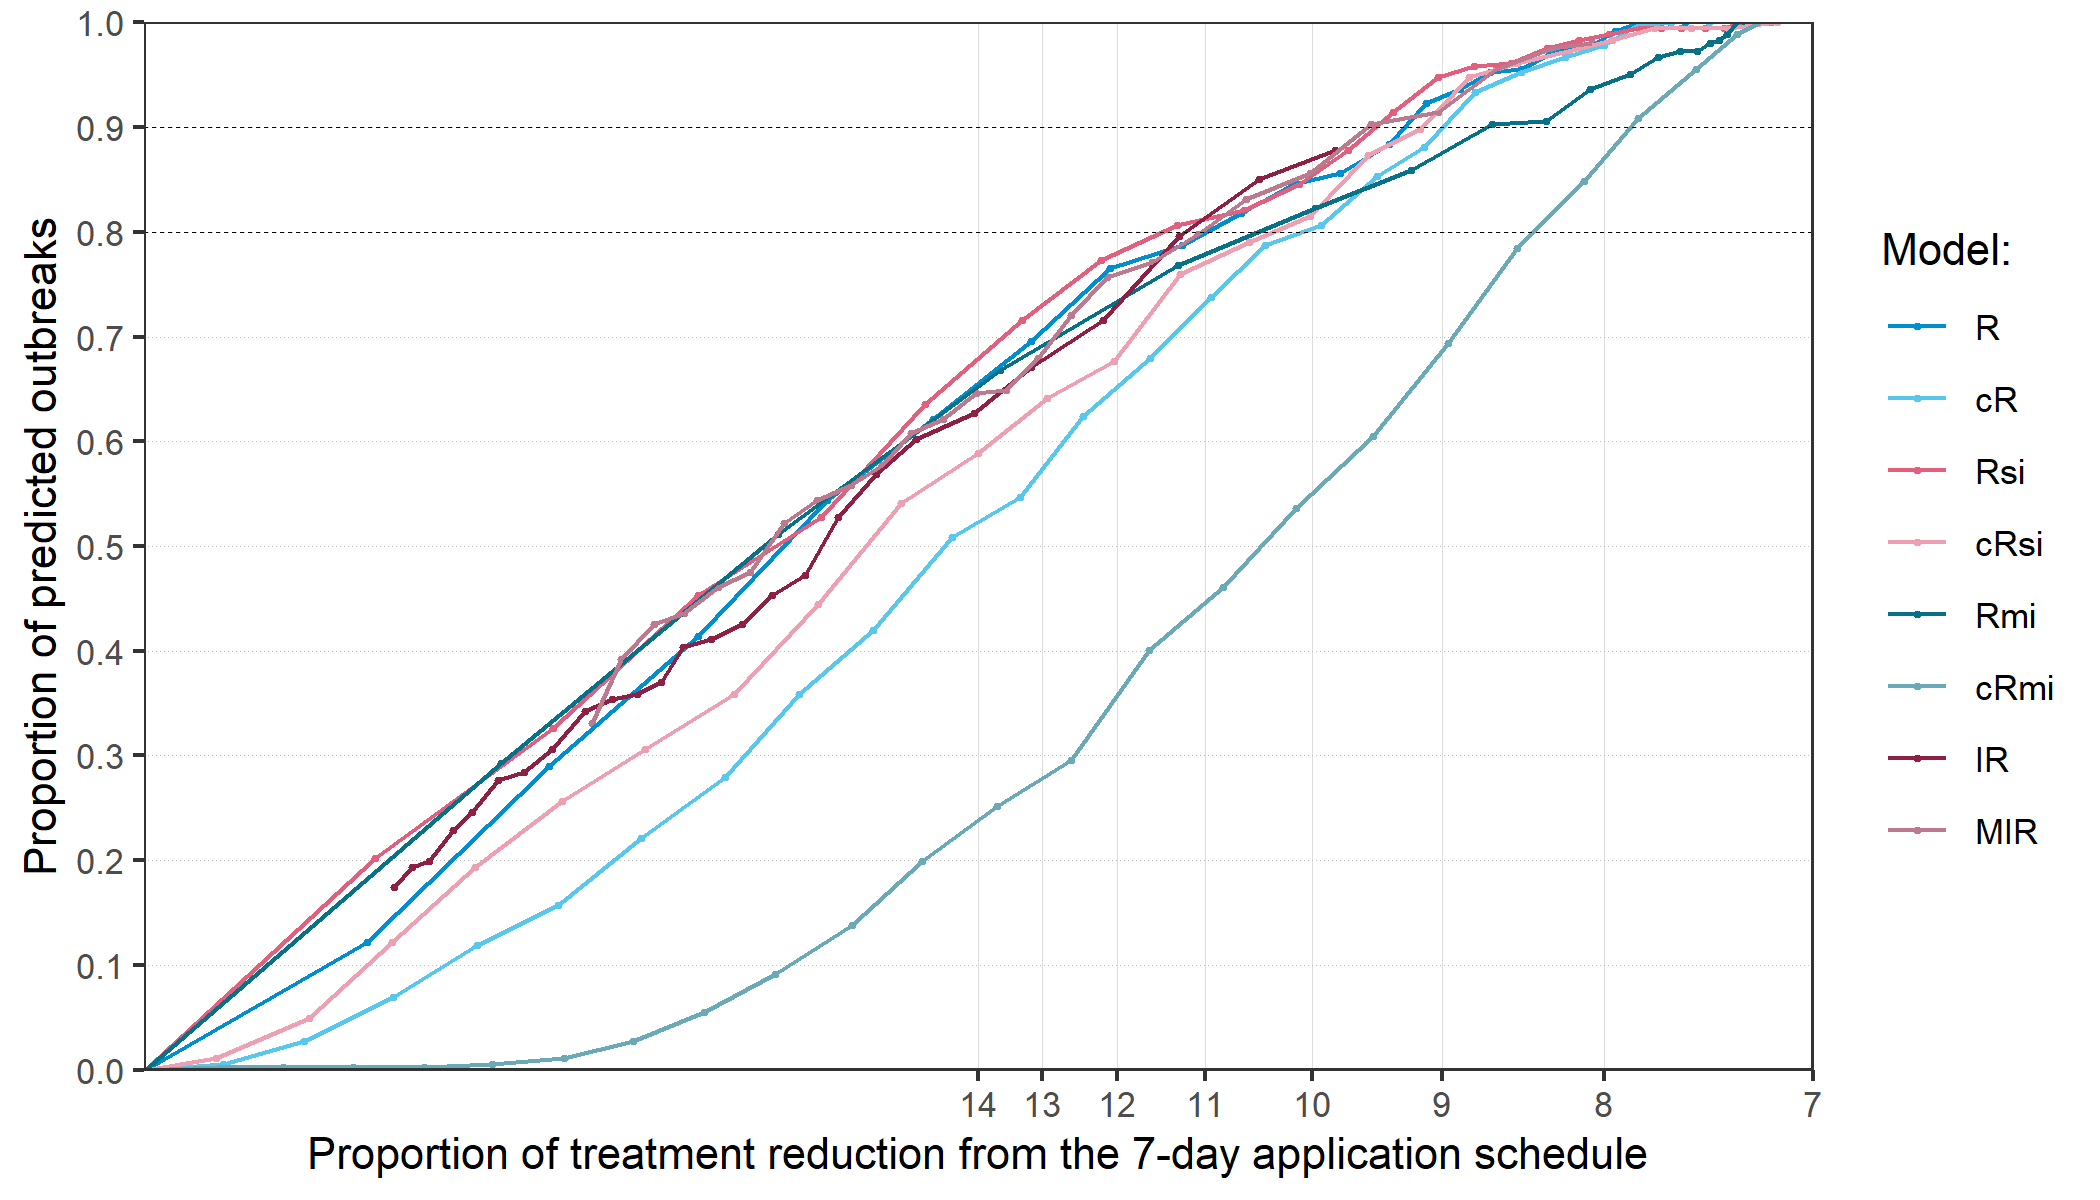 Proportion of predicted outbreaks
1.0
0.9
0.8
0.7
0.6
0.5
0.4
0.3
0.2
0.1
0.0
14 13 12 11 10 9 8 7
Proportion of treatment reduction from the 7-day application schedule
Model:
R
cR
Rsi
cRsi
Rmi
cRmi
IR
MIR